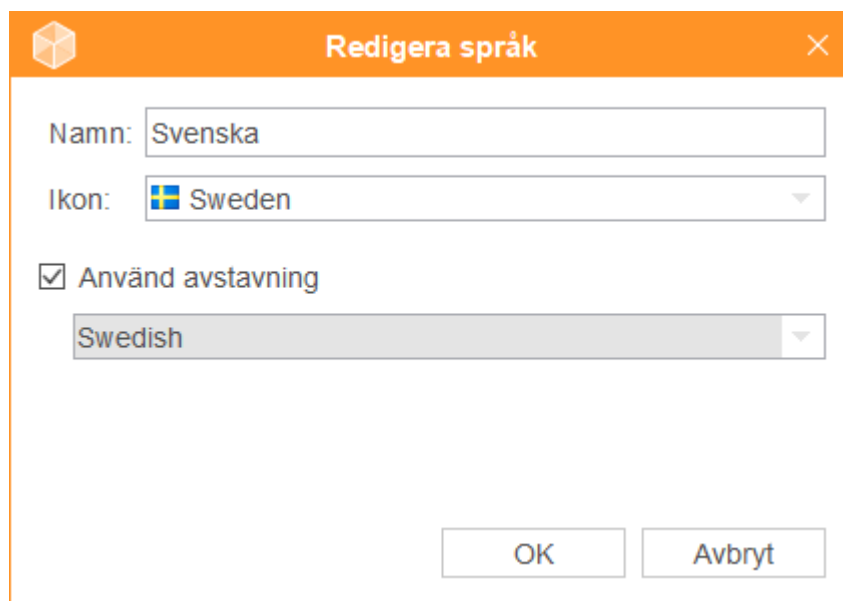 Redigera språk
Namn: Svenska
Ikon: Sweden
Använd avstavning
Swedish
OK Avbryt